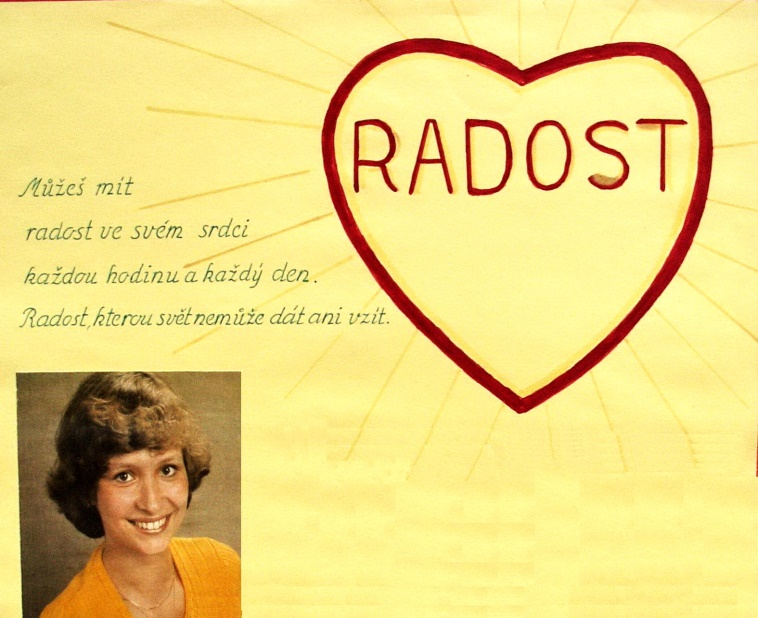 RADOST
Můžeš mít
radost ve svém srdci
každou hodinu a každý den.
Radost, kterou svět nemůže dát ani vzít.